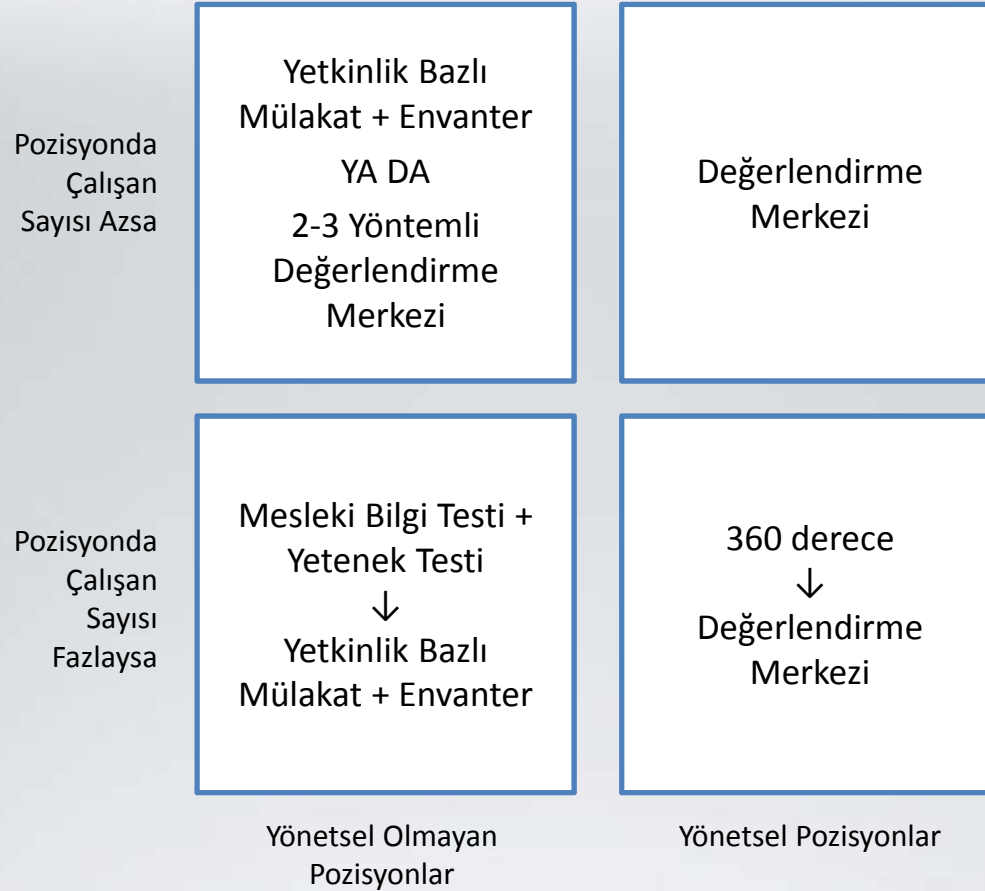 Pozisyonda
Çalışan
Sayısı Azsa
Yetkinlik Bazlı
Mülakat + Envanter
YA DA
2-3 Yöntemli
Değerlendirme
Merkezi
Değerlendirme
Merkezi
Pozisyonda
Çalışan
Sayısı
Fazlaysa
Mesleki Bilgi Testi +
Yetenek Testi
↓
Yetkinlik Bazlı
Mülakat + Envanter
360 derece
↓
Değerlendirme
Merkezi
Yönetsel Olmayan
Pozisyonlar
Yönetsel Pozisyonlar